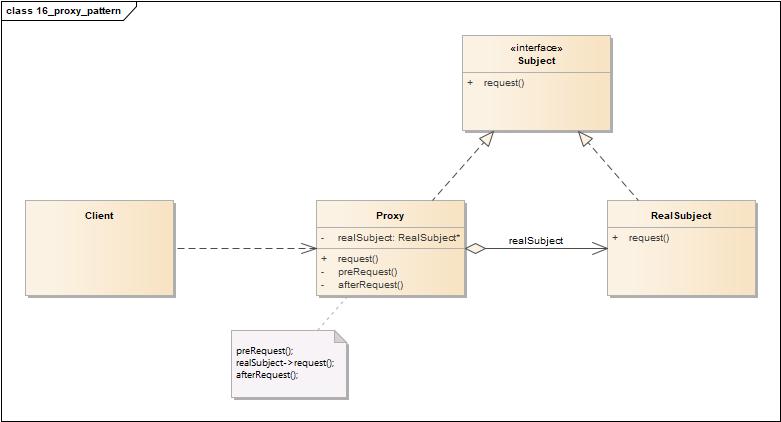 class 16_proxy_pattern
«interface»
Subject
+ request()
Client
Proxy
- realSubject: RealSubject*
+ request()
- preRequest()
- afterRequest()
realSubject
RealSubject
+ request()
preRequest();
realSubject->request();
afterRequest();